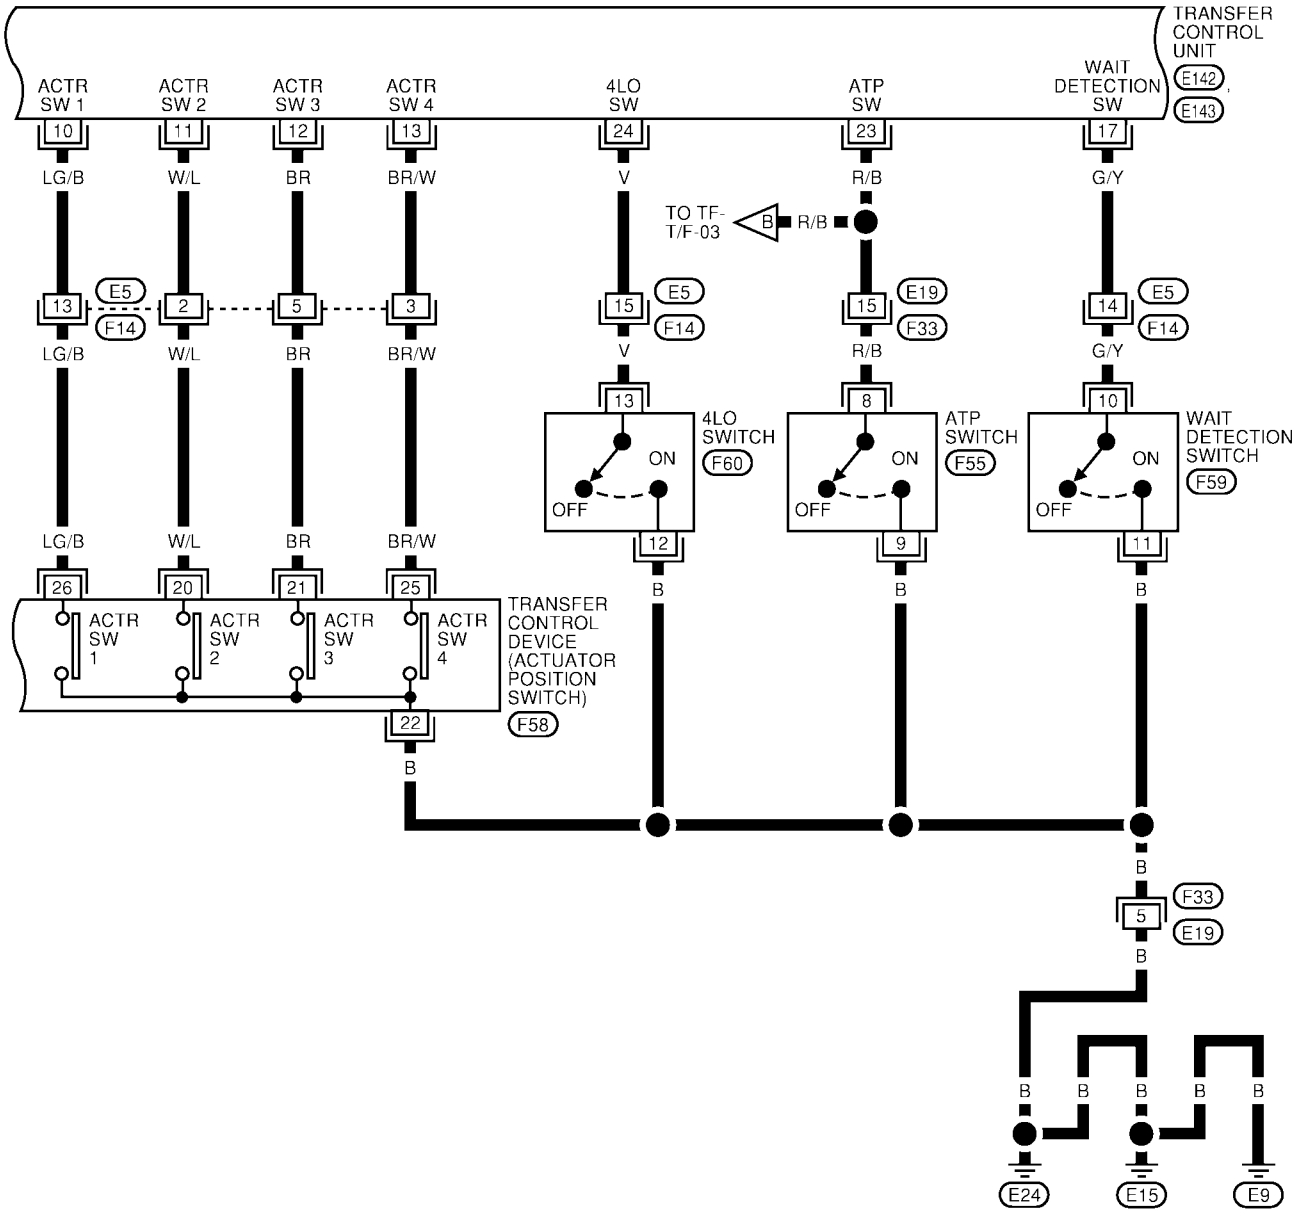 TRANSFER
CONTROL
UNIT
E142 ,
E143
ACTR
SW 1
ACTR
SW 2
ACTR
SW 3
ACTR
SW 4
4LO
SW
ATP
SW
WAIT
DETECTION
SW
10 11 12 13 24 23 17
LG/B W/L BR BR/W V R/B G/Y
TO TF-
T/F-03
B R/B
13 2 5 3 15 15 14
E5
F14
E5
F14
E19
F33
E5
F14
LG/B W/L BR BR/W V R/B G/Y
13 8 10
4LO
SWITCH
F60
ON
OFF
ATP
SWITCH
F55
ON
OFF
WAIT
DETECTION
SWITCH
F59
ON
OFF
12 9 11
LG/B W/L BR BR/W
B B B
26 20 21 25
ACTR
SW
1
ACTR
SW
2
ACTR
SW
3
ACTR
SW
4
TRANSFER
CONTROL
DEVICE
(ACTUATOR
POSITION
SWITCH)
F58
22
B
B
F33
5
E19
B
B B B B B
E24 E15 E9